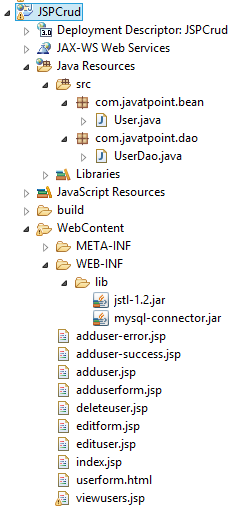 JSPCrud
3.0 Deployment Descriptor: JSPCrud
JAX-WS Web Services
Java Resources
src
com.javatpoint.bean
J User.java
com.javatpoint.dao
J UserDao.java
Libraries
JavaScript Resources
build
WebContent
META-INF
WEB-INF
lib
jstl-1.2.jar
mysql-connector.jar
adduser-error.jsp
adduser-success.jsp
adduser.jsp
adduserform.jsp
deleteuser.jsp
editform.jsp
edituser.jsp
index.jsp
userform.html
viewusers.jsp